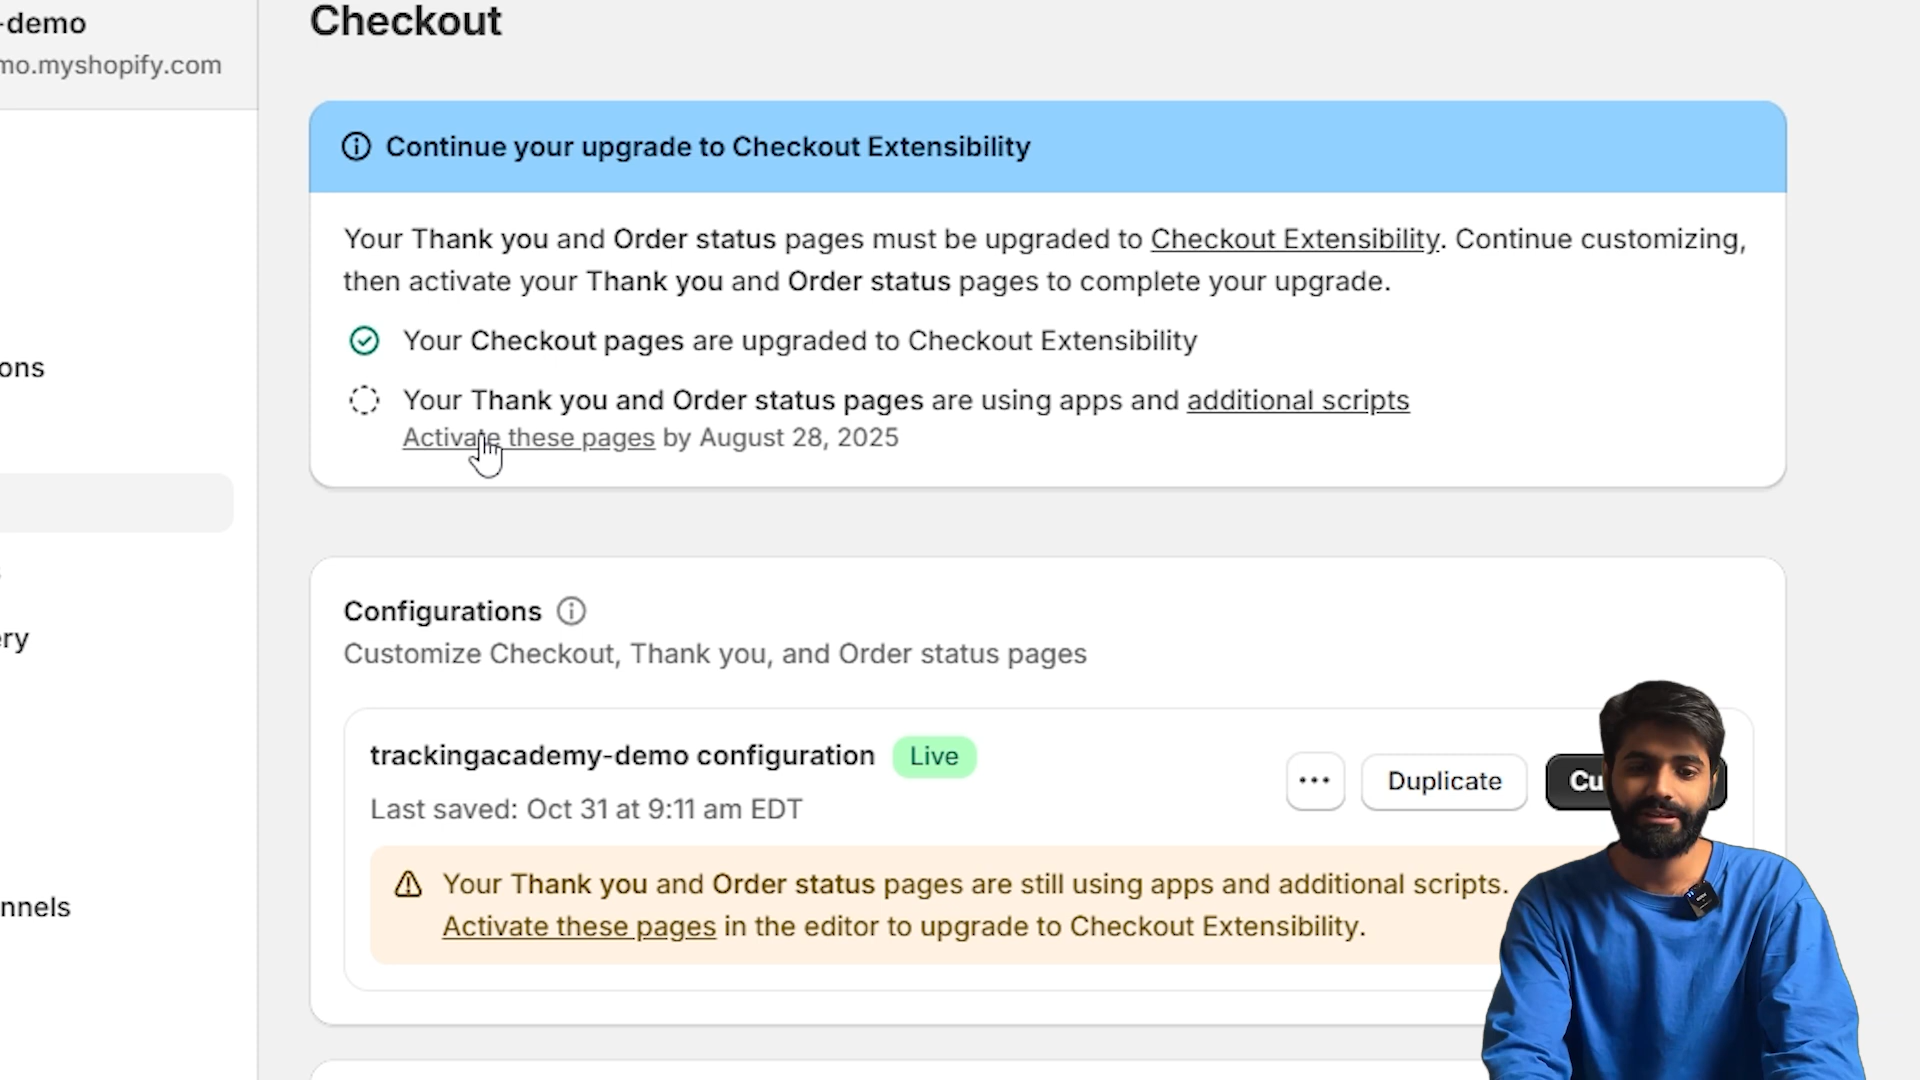 -demo
mo.myshopify.com
Checkout
Continue your upgrade to Checkout Extensibility
Your Thank you and Order status pages must be upgraded to Checkout Extensibility. Continue customizing,
then activate your Thank you and Order status pages to complete your upgrade.
Your Checkout pages are upgraded to Checkout Extensibility
Your Thank you and Order status pages are using apps and additional scripts
Activate these pages by August 28, 2025
ons
ery
nnels
Configurations
Customize Checkout, Thank you, and Order status pages
trackingacademy-demo configuration Live
Last saved: Oct 31 at 9:11 am EDT
Duplicate
Cu
Your Thank you and Order status pages are still using apps and additional scripts.
Activate these pages in the editor to upgrade to Checkout Extensibility.